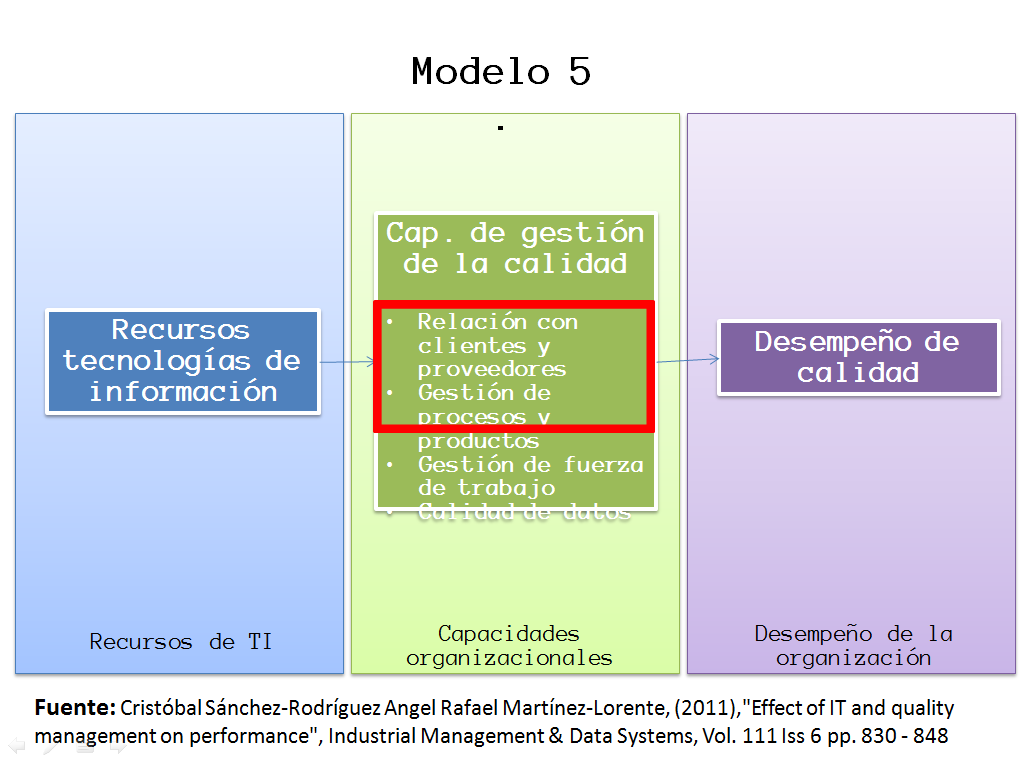 Modelo 5
.
Cap. de gestión
de la calidad
• Relación con
clientes y
proveedores
• Gestión de
procesos y
productos
• Gestión de fuerza
de trabajo
• Calidad de datos
Recursos
tecnologías de
información
Desempeño de
calidad
Recursos de TI
Capacidades
organizacionales
Desempeño de la
organización
Fuente: Cristóbal Sánchez-Rodríguez Angel Rafael Martínez-Lorente, (2011),"Effect of IT and quality
management on performance", Industrial Management & Data Systems, Vol. 111 Iss 6 pp. 830 - 848